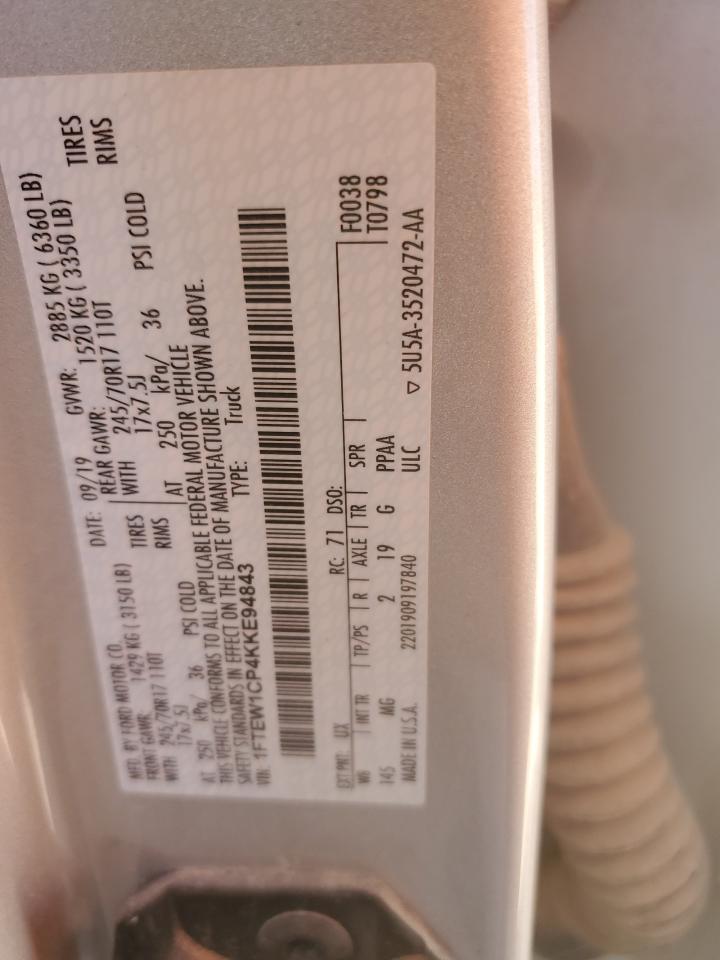 MFD. BY FORD MOTOR CO.
DATE: 09/19 GVWR: 2885 KG ( 6360 LB)
FRONT GAWR: 1429 KG ( 3150 LB) REAR GAWR: 1520 KG ( 3350 LB)
WITH 245/70R17 110T TIRES WITH 245/70R17 110T TIRES
17x7.5J RIMS 17x7.5J RIMS
AT 250 kPa/ 36 PSI COLD AT 250 kPa/ 36 PSI COLD
THIS VEHICLE CONFORMS TO ALL APPLICABLE FEDERAL MOTOR VEHICLE
SAFETY STANDARDS IN EFFECT ON THE DATE OF MANUFACTURE SHOWN ABOVE.
VIN: 1FTEW1CP4KKE94843 TYPE: Truck
EXT PNT: UX RC: 71 DSO: F0038
WB INT TR TP/PS R AXLE TR SPR T0798
145 MG 2 19 G PPAA
MADE IN U.S.A. 2201909197840 ULC ▽ 5U5A-3520472-AA